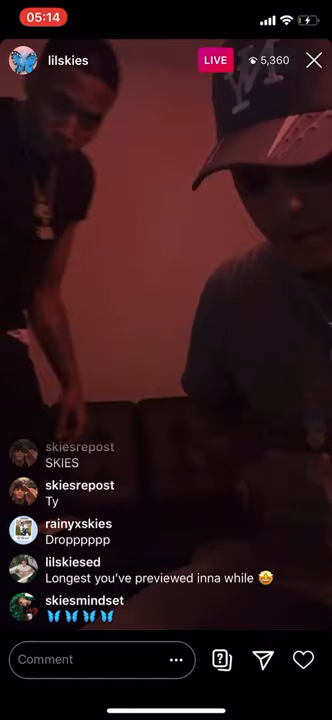 05:14
lilskies
LIVE
5,360
skiesrepost
SKIES
skiesrepost
Ty
rainyxskies
Dropppppp
lilskiesed
Longest you've previewed inna while 🤩
skiesmindset
🦋🦋🦋🦋
Comment